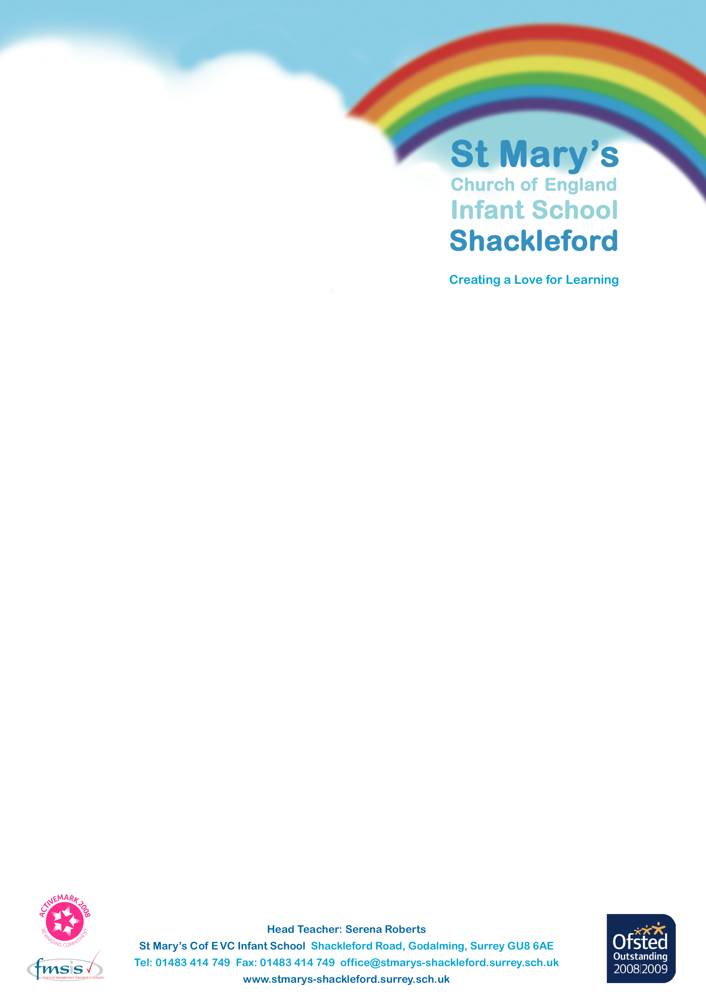 St Mary’s
Church of England
Infant School
Shackleford
Creating a Love for Learning
ACTIVEMARK 2008
REWARDING COMMITMENT
fmsis
Financial Management Standard in Schools
Head Teacher: Serena Roberts
St Mary’s C of E VC Infant School Shackleford Road, Godalming, Surrey GU8 6AE
Tel: 01483 414 749 Fax: 01483 414 749 office@stmarys-shackleford.surrey.sch.uk
www.stmarys-shackleford.surrey.sch.uk
Ofsted
Outstanding
2008|2009